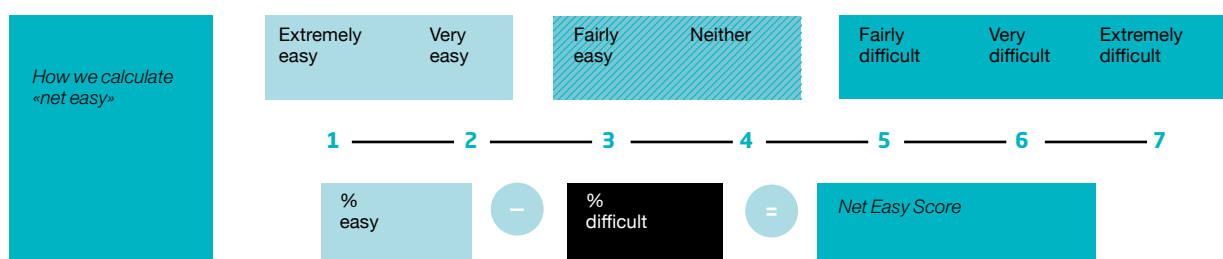 How we calculate
«net easy»
Extremely
easy
Very
easy
Fairly
easy
Neither
Fairly
difficult
Very
difficult
Extremely
difficult
1 2 3 4 5 6 7
%
easy
–
%
difficult
=
Net Easy Score